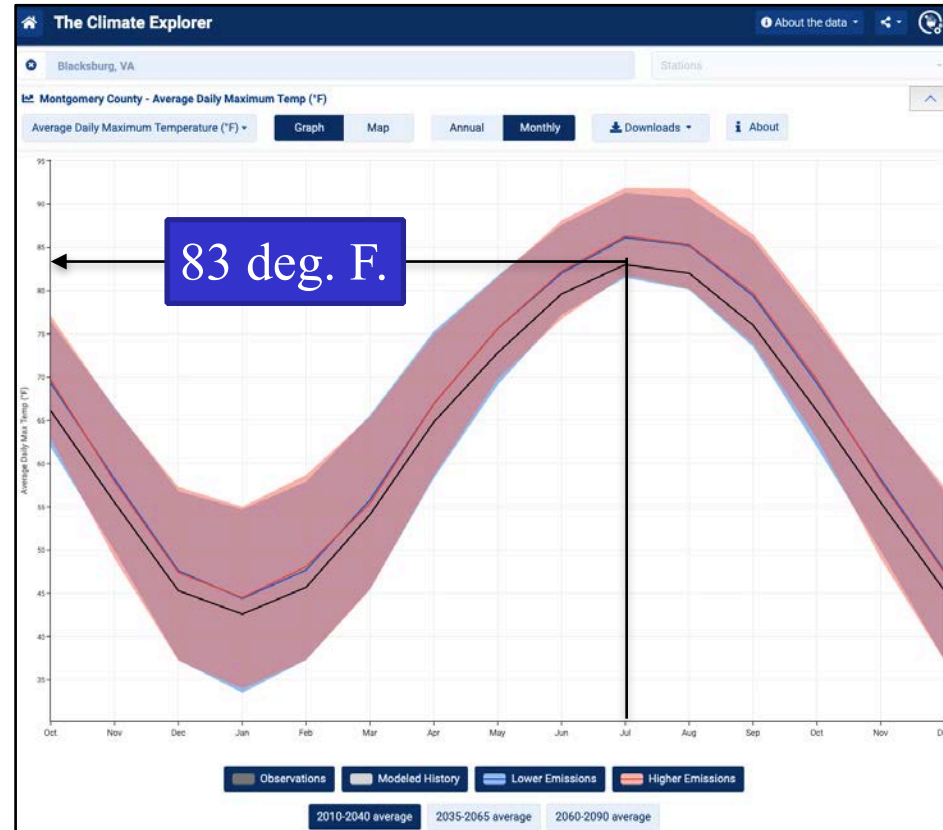 The Climate Explorer
About the data
Blacksburg, VA
Stations
Montgomery County - Average Daily Maximum Temp (°F)
Average Daily Maximum Temperature (°F) Graph Map Annual Monthly Downloads About
95
90
85
80
75
70
65
60
55
50
45
40
35
Average Daily Max Temp (°F)
83 deg. F.
Oct Nov Dec Jan Feb Mar Apr May Jun Jul Aug Sep Oct Nov D
Observations Modeled History Lower Emissions Higher Emissions
2010-2040 average 2035-2065 average 2060-2090 average